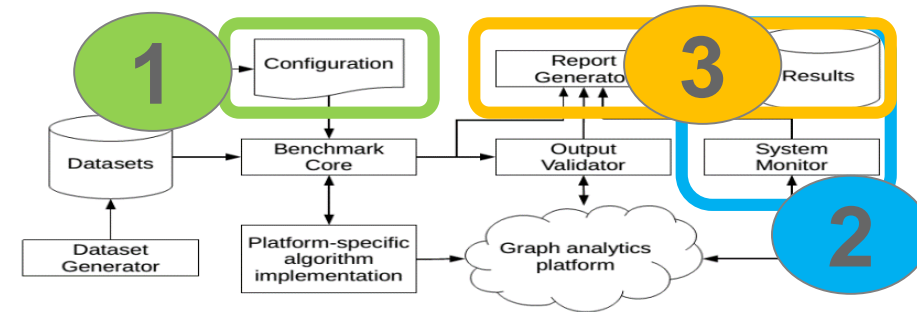 1
Configuration
Report
Generator
3
Results
Datasets
Benchmark
Core
Output
Validator
System
Monitor
Dataset
Generator
Platform-specific
algorithm
implementation
Graph analytics
platform
2